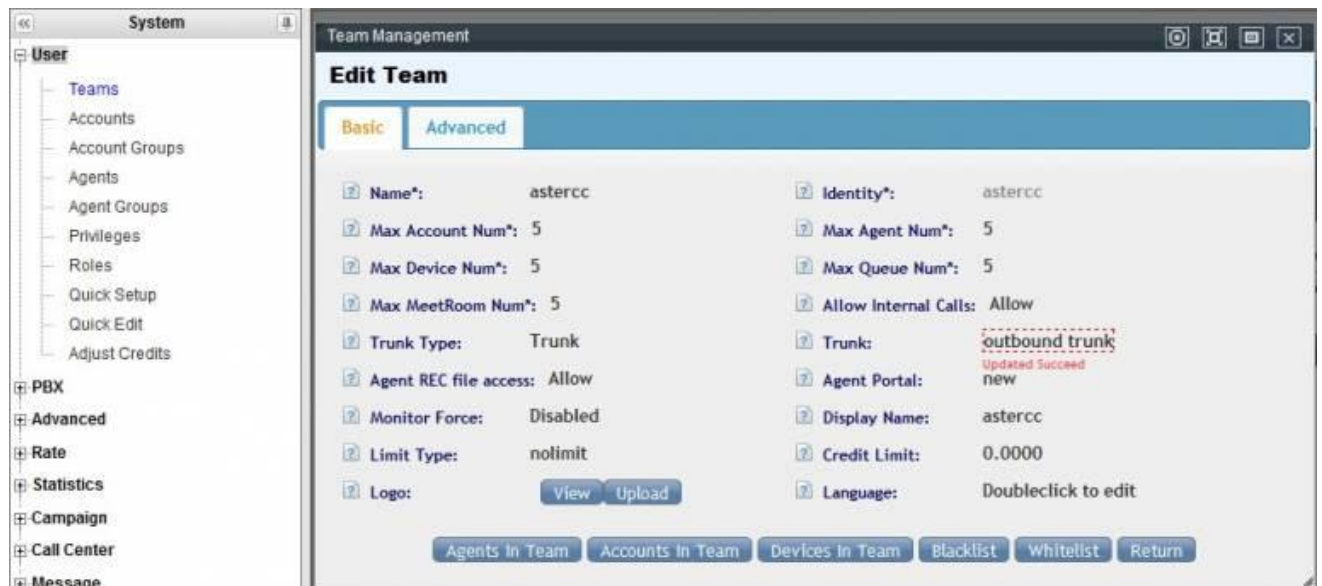 System
User
Teams
Accounts
Account Groups
Agents
Agent Groups
Privileges
Roles
Quick Setup
Quick Edit
Adjust Credits
PBX
Advanced
Rate
Statistics
Campaign
Call Center
Message
Team Management
Edit Team
Basic Advanced
Name*: astercc Identity*: astercc
Max Account Num*: 5 Max Agent Num*: 5
Max Device Num*: 5 Max Queue Num*: 5
Max MeetRoom Num*: 5 Allow Internal Calls: Allow
Trunk Type: Trunk Trunk: outbound trunk
Updated Succeed
Agent REC file access: Allow Agent Portal: new
Monitor Force: Disabled Display Name: astercc
Limit Type: nolimit Credit Limit: 0.0000
Logo: View Upload Language: Doubleclick to edit
Agents In Team Accounts In Team Devices In Team Blacklist Whitelist Return